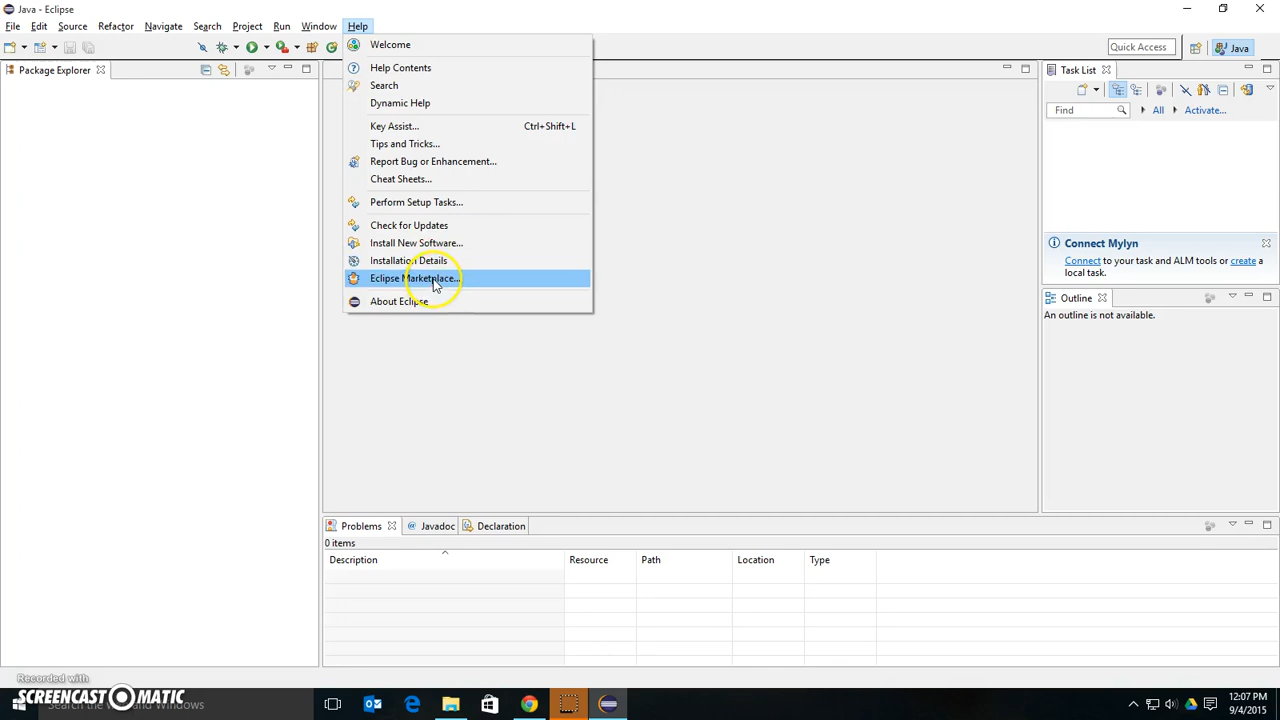 Java - Eclipse
File Edit Source Refactor Navigate Search Project Run Window Help
Quick Access Java
Package Explorer
Welcome
Help Contents
Search
Dynamic Help
Key Assist... Ctrl+Shift+L
Tips and Tricks...
Report Bug or Enhancement...
Cheat Sheets...
Perform Setup Tasks...
Check for Updates
Install New Software...
Installation Details
Eclipse Marketplace...
About Eclipse
Task List
Find All Activate...
Connect Mylyn
Connect to your task and ALM tools or create a
local task.
Outline
An outline is not available.
Problems @ Javadoc Declaration
0 items
Description Resource Path Location Type
Recorded with
SCREENCAST MATIC
Search the web and Windows
12:07 PM
9/4/2015